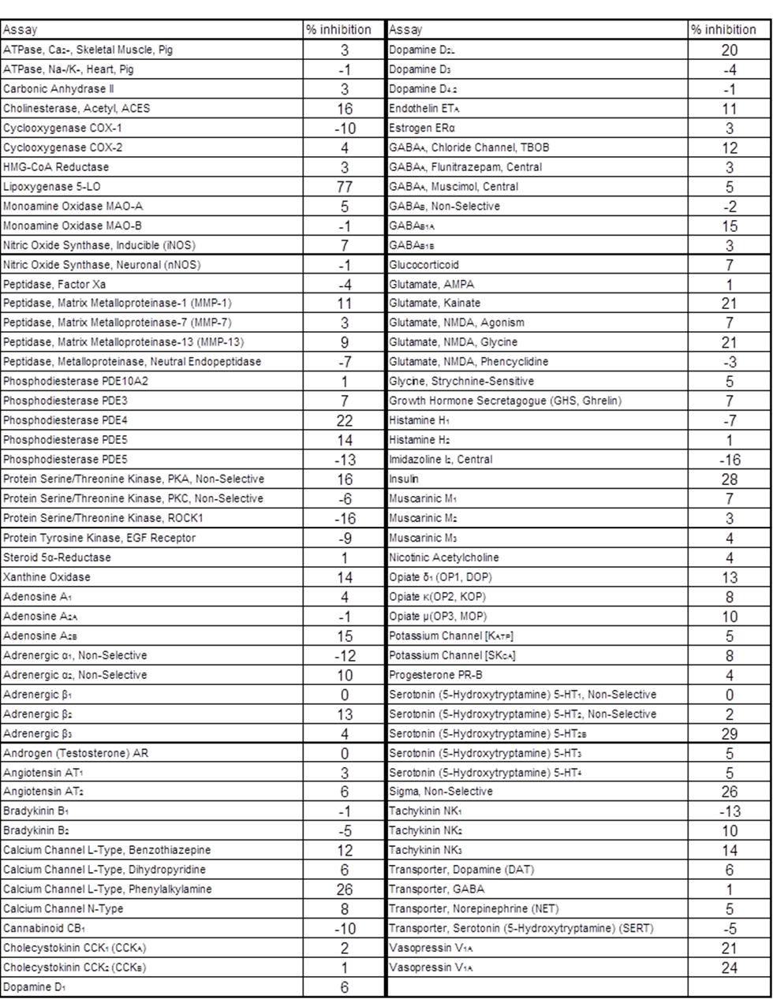 Assay % inhibition Assay % inhibition
ATPase, Ca2-, Skeletal Muscle, Pig 3 Dopamine D2L 20
ATPase, Na-/K-, Heart, Pig -1 Dopamine D3 -4
Carbonic Anhydrase II 3 Dopamine D4.2 -1
Cholinesterase, Acetyl, ACES 16 Endothelin ETA 11
Cyclooxygenase COX-1 -10 Estrogen ERα 3
Cyclooxygenase COX-2 4 GABAA, Chloride Channel, TBOB 12
HMG-CoA Reductase 3 GABAA, Flunitrazepam, Central 3
Lipoxygenase 5-LO 77 GABAA, Muscimol, Central 5
Monoamine Oxidase MAO-A 5 GABAB, Non-Selective -2
Monoamine Oxidase MAO-B -1 GABAB1A 15
Nitric Oxide Synthase, Inducible (iNOS) 7 GABAB1B 3
Nitric Oxide Synthase, Neuronal (nNOS) -1 Glucocorticoid 7
Peptidase, Factor Xa -4 Glutamate, AMPA 1
Peptidase, Matrix Metalloproteinase-1 (MMP-1) 11 Glutamate, Kainate 21
Peptidase, Matrix Metalloproteinase-7 (MMP-7) 3 Glutamate, NMDA, Agonism 7
Peptidase, Matrix Metalloproteinase-13 (MMP-13) 9 Glutamate, NMDA, Glycine 21
Peptidase, Metalloproteinase, Neutral Endopeptidase -7 Glutamate, NMDA, Phencyclidine -3
Phosphodiesterase PDE10A2 1 Glycine, Strychnine-Sensitive 5
Phosphodiesterase PDE3 7 Growth Hormone Secretagogue (GHS, Ghrelin) 7
Phosphodiesterase PDE4 22 Histamine H1 -7
Phosphodiesterase PDE5 14 Histamine H2 1
Phosphodiesterase PDE5 -13 Imidazoline I2, Central -16
Protein Serine/Threonine Kinase, PKA, Non-Selective 16 Insulin 28
Protein Serine/Threonine Kinase, PKC, Non-Selective -6 Muscarinic M1 7
Protein Serine/Threonine Kinase, ROCK1 -16 Muscarinic M2 3
Protein Tyrosine Kinase, EGF Receptor -9 Muscarinic M3 4
Steroid 5α-Reductase 1 Nicotinic Acetylcholine 4
Xanthine Oxidase 14 Opiate δ1 (OP1, DOP) 13
Adenosine A1 4 Opiate κ(OP2, KOP) 8
Adenosine A2A -1 Opiate μ(OP3, MOP) 10
Adenosine A2B 15 Potassium Channel [KATP] 5
Adrenergic α1, Non-Selective -12 Potassium Channel [SKCA] 8
Adrenergic α2, Non-Selective 10 Progesterone PR-B 4
Adrenergic β1 0 Serotonin (5-Hydroxytryptamine) 5-HT1, Non-Selective 0
Adrenergic β2 13 Serotonin (5-Hydroxytryptamine) 5-HT2, Non-Selective 2
Adrenergic β3 4 Serotonin (5-Hydroxytryptamine) 5-HT2B 29
Androgen (Testosterone) AR 0 Serotonin (5-Hydroxytryptamine) 5-HT3 5
Angiotensin AT1 3 Serotonin (5-Hydroxytryptamine) 5-HT4 5
Angiotensin AT2 6 Sigma, Non-Selective 26
Bradykinin B1 -1 Tachykinin NK1 -13
Bradykinin B2 -5 Tachykinin NK2 10
Calcium Channel L-Type, Benzothiazepine 12 Tachykinin NK3 14
Calcium Channel L-Type, Dihydropyridine 6 Transporter, Dopamine (DAT) 6
Calcium Channel L-Type, Phenylalkylamine 26 Transporter, GABA 1
Calcium Channel N-Type 8 Transporter, Norepinephrine (NET) 5
Cannabinoid CB1 -10 Transporter, Serotonin (5-Hydroxytryptamine) (SERT) -5
Cholecystokinin CCK1 (CCKA) 2 Vasopressin V1A 21
Cholecystokinin CCK2 (CCKB) 1 Vasopressin V1A 24
Dopamine D1 6